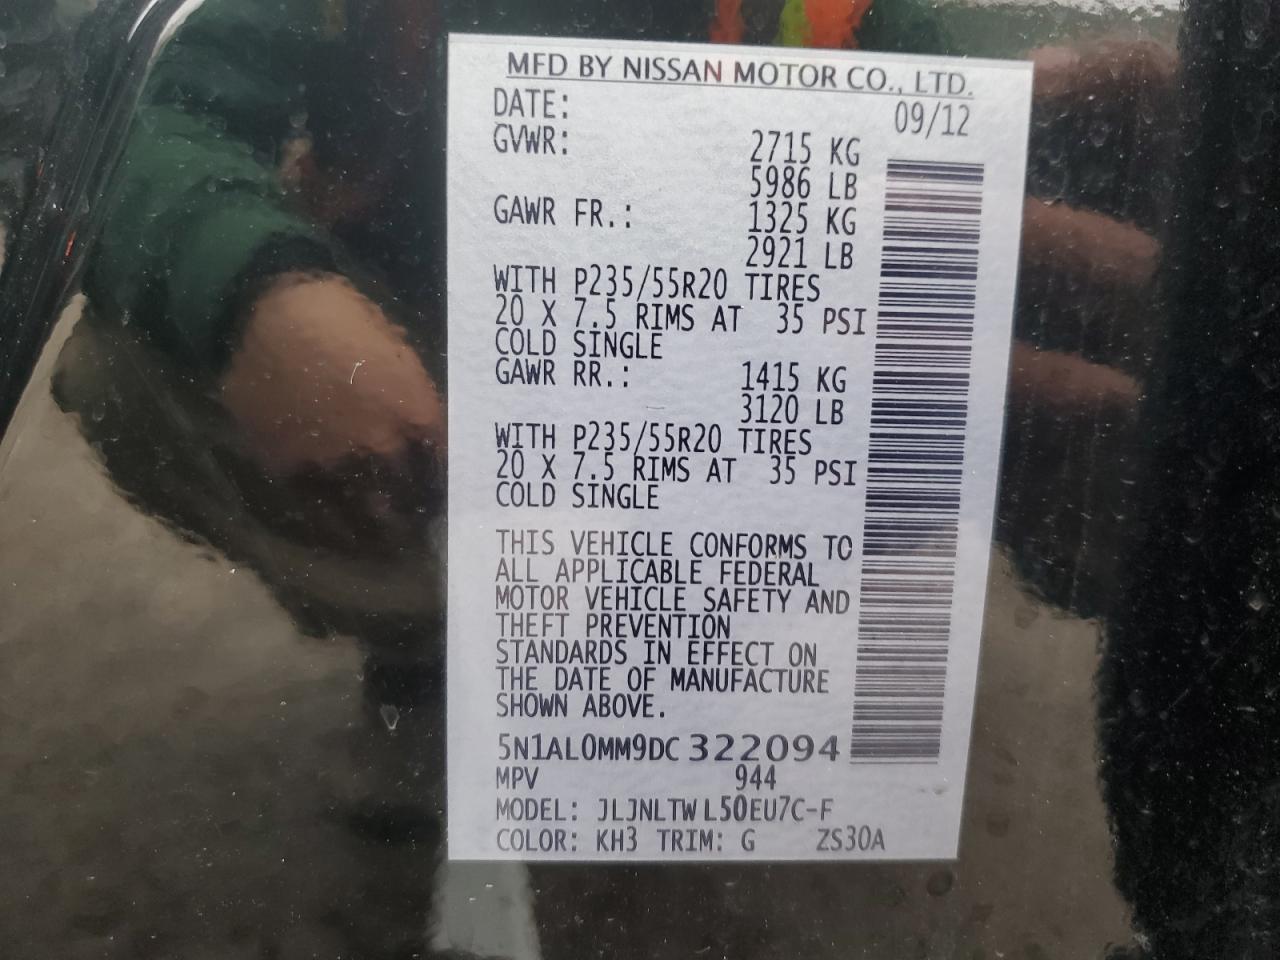 MFD BY NISSAN MOTOR CO., LTD.
DATE: 09/12
GVWR: 2715 KG
5986 LB
GAWR FR.: 1325 KG
2921 LB
WITH P235/55R20 TIRES
20 X 7.5 RIMS AT 35 PSI
COLD SINGLE
GAWR RR.: 1415 KG
3120 LB
WITH P235/55R20 TIRES
20 X 7.5 RIMS AT 35 PSI
COLD SINGLE
THIS VEHICLE CONFORMS TO
ALL APPLICABLE FEDERAL
MOTOR VEHICLE SAFETY AND
THEFT PREVENTION
STANDARDS IN EFFECT ON
THE DATE OF MANUFACTURE
SHOWN ABOVE.
5N1AL0MM9DC322094
MPV 944
MODEL: JLJNLTWL50EU7C-F
COLOR: KH3 TRIM: G ZS30A